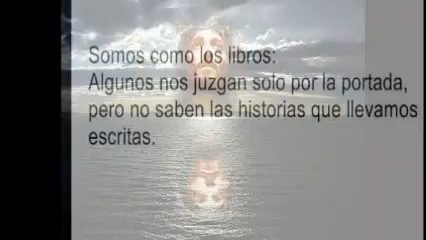 Somos como los libros:
Algunos nos juzgan solo por la portada,
pero no saben las historias que llevamos
escritas.